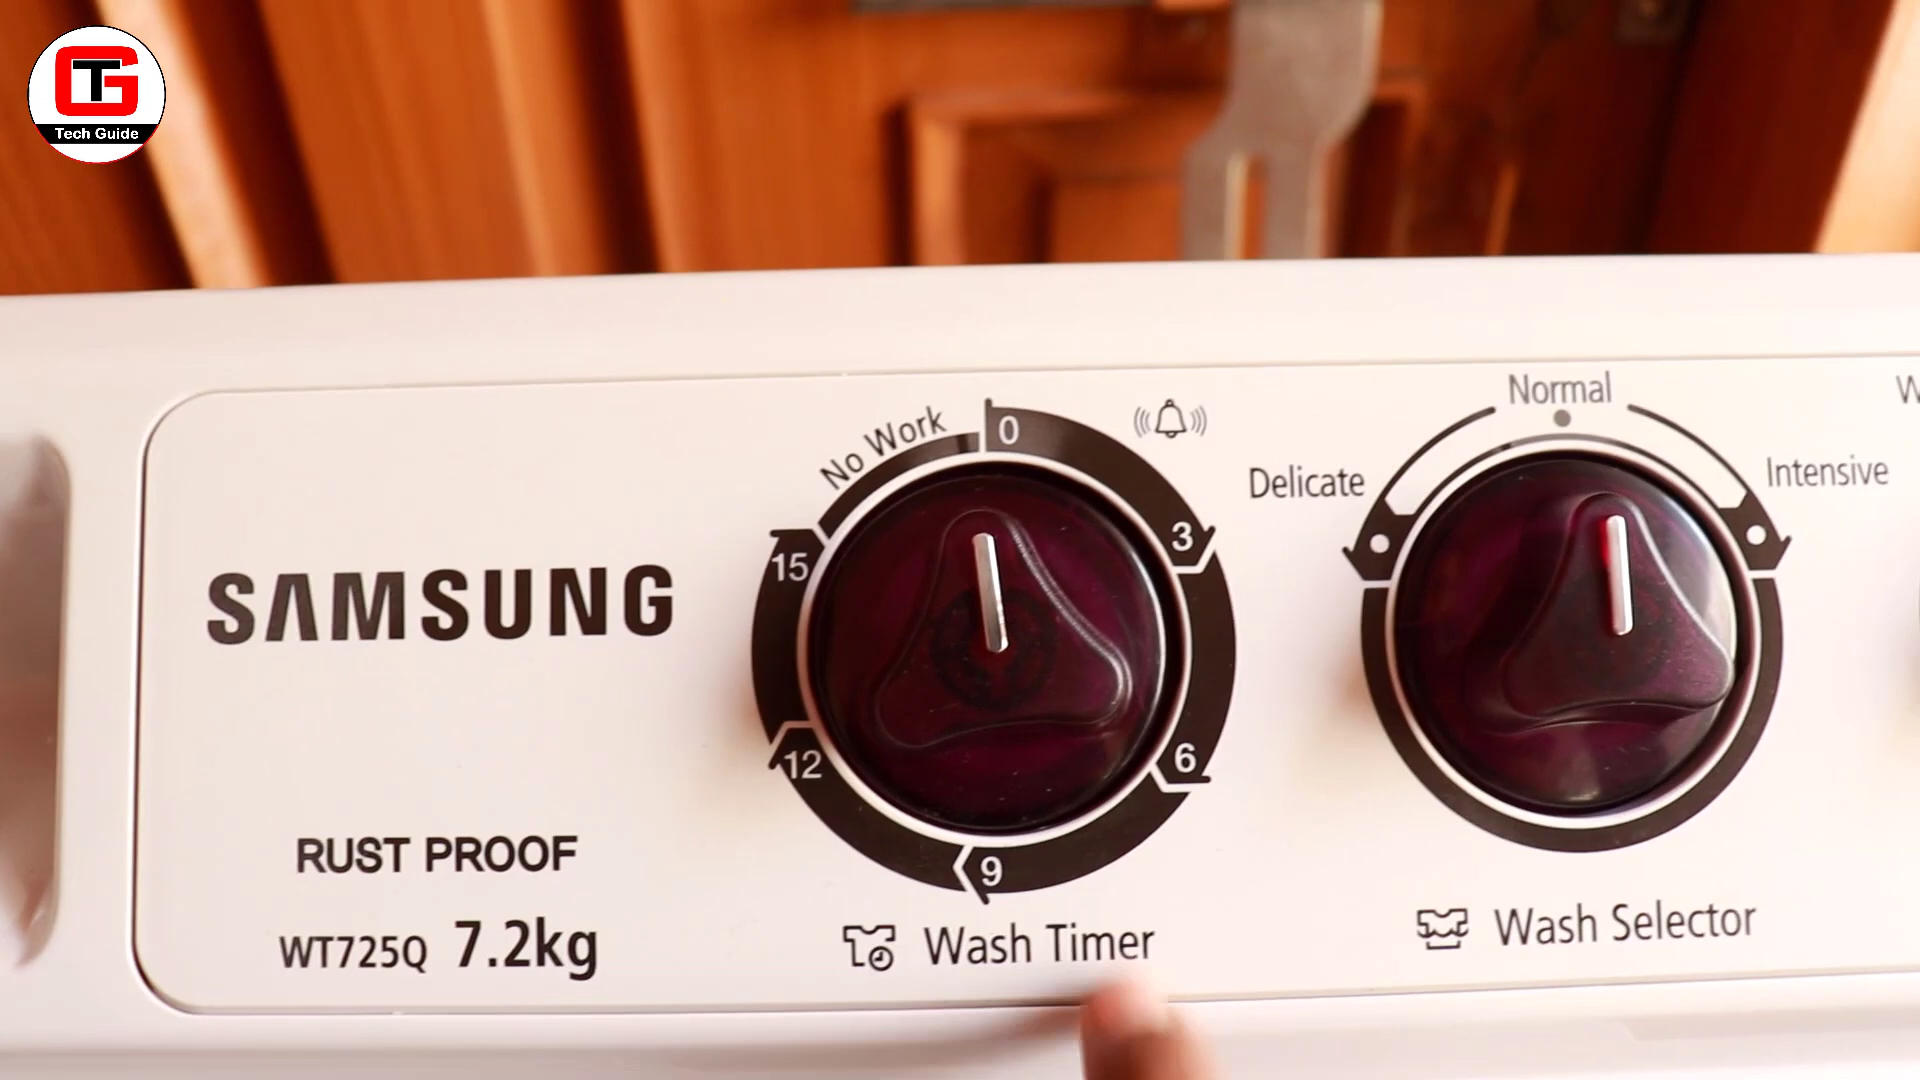 TG
Tech Guide
SAMSUNG
RUST PROOF
WT725Q 7.2kg
No Work
0
3
6
9
12
15
Wash Timer
Delicate
Normal
Intensive
Wash Selector
W